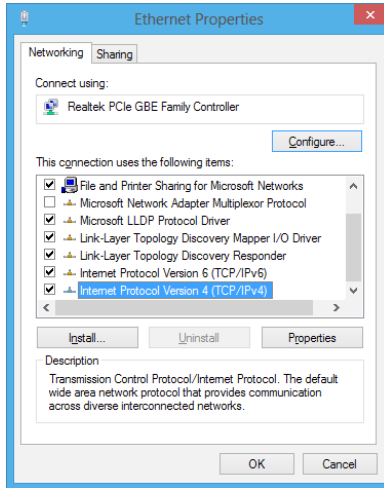 Ethernet Properties
Networking
Sharing
Connect using:
Realtek PCIe GBE Family Controller
Configure...
This connection uses the following items:
File and Printer Sharing for Microsoft Networks
Microsoft Network Adapter Multiplexor Protocol
Microsoft LLDP Protocol Driver
Link-Layer Topology Discovery Mapper I/O Driver
Link-Layer Topology Discovery Responder
Internet Protocol Version 6 (TCP/IPv6)
Internet Protocol Version 4 (TCP/IPv4)
Install...
Uninstall
Properties
Description
Transmission Control Protocol/Internet Protocol. The default
wide area network protocol that provides communication
across diverse interconnected networks.
OK
Cancel